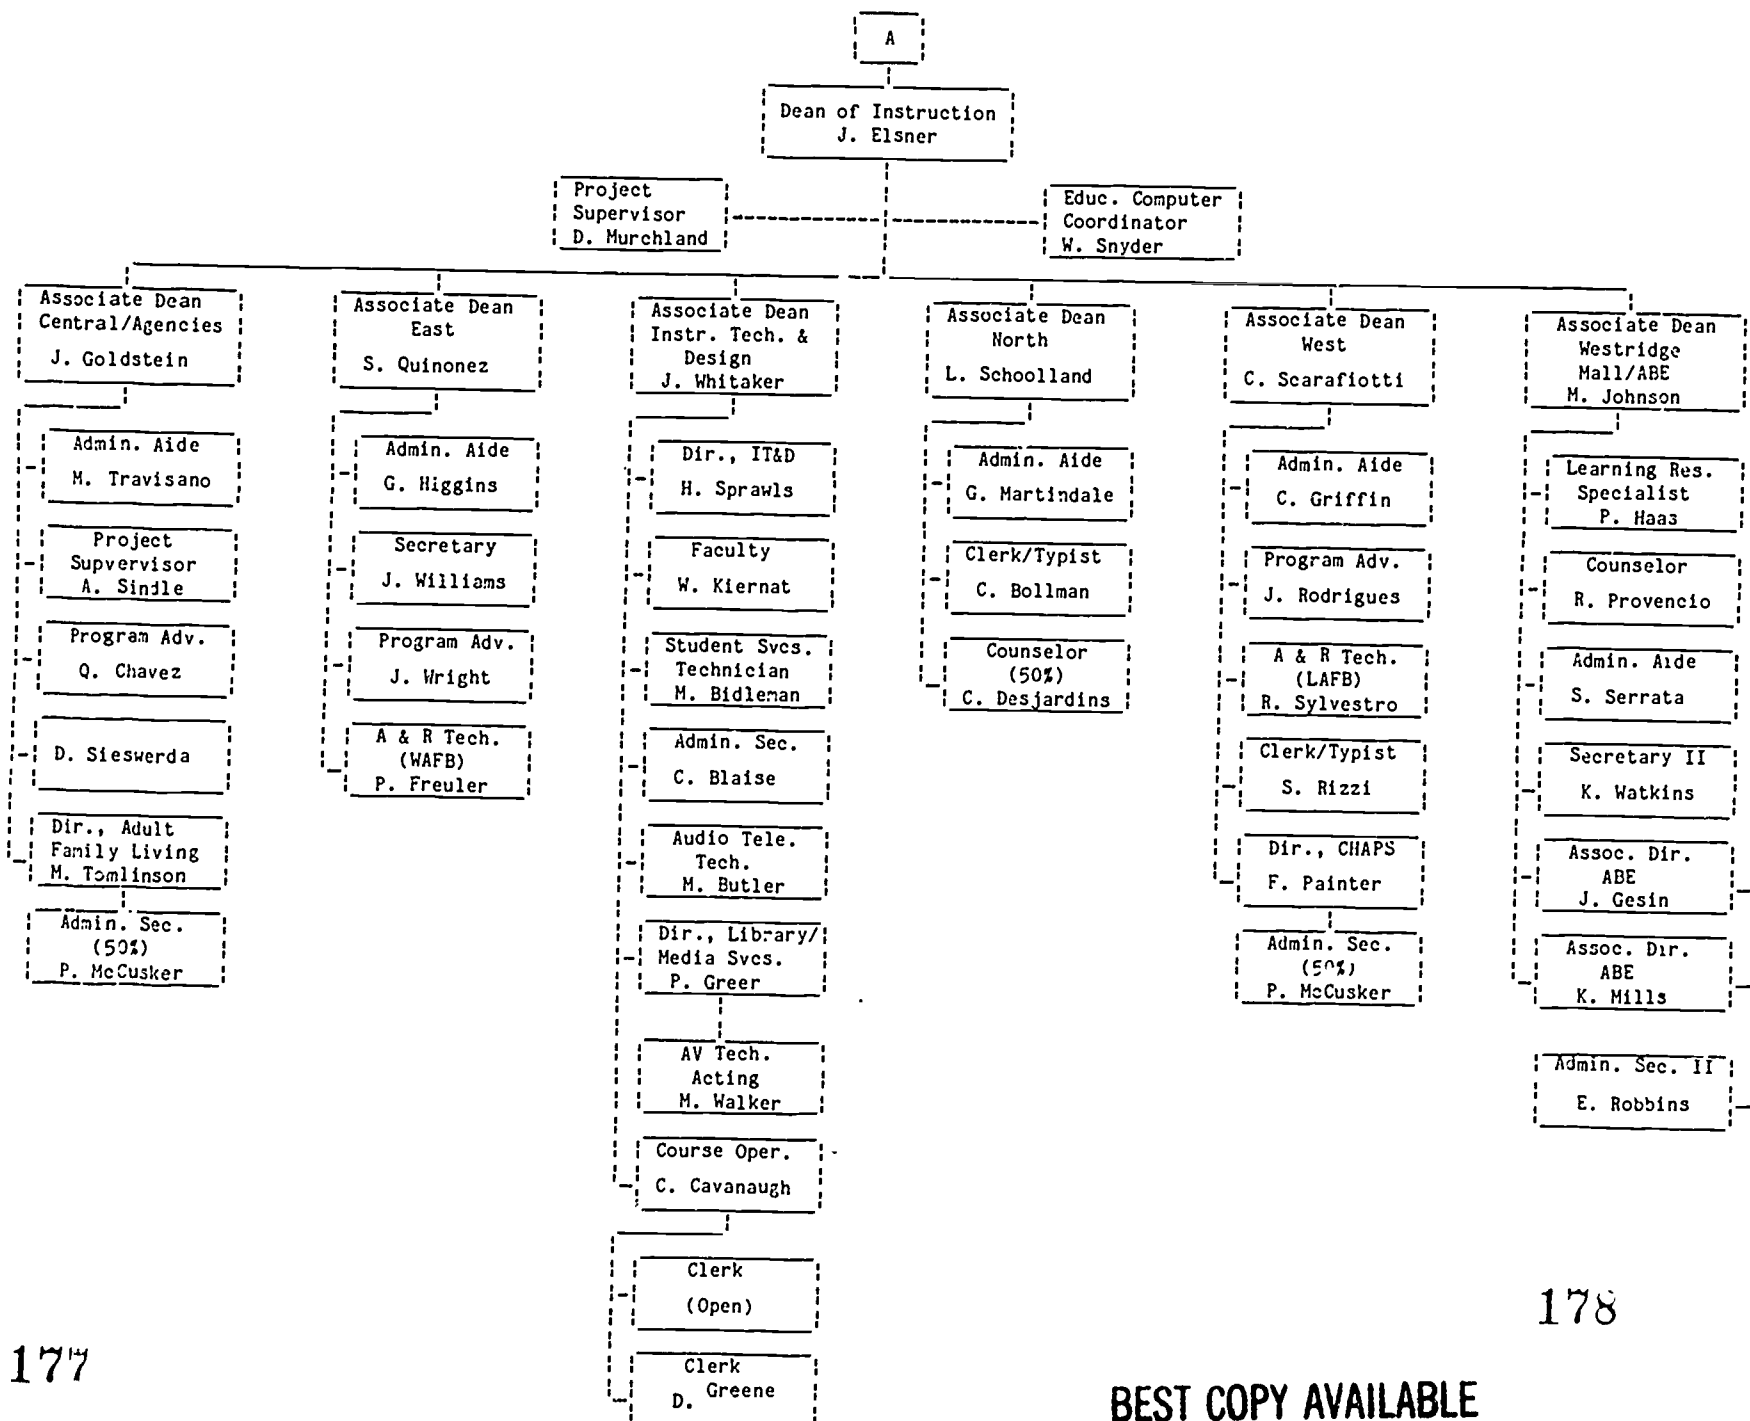 A
Dean of Instruction
J. Elsner
Project
Supervisor
D. Murchland
Educ. Computer
Coordinator
W. Snyder
Associate Dean
Central/Agencies
J. Goldstein
Admin. Aide
M. Travisano
Project
Supvervisor
A. Sindle
Program Adv.
Q. Chavez
D. Sieswerda
Dir., Adult
Family Living
M. Tomlinson
Admin. Sec.
(50%)
P. McCusker
Associate Dean
East
S. Quinonez
Admin. Aide
G. Higgins
Secretary
J. Williams
Program Adv.
J. Wright
A & R Tech.
(WAFB)
P. Freuler
Associate Dean
Instr. Tech. &
Design
J. Whitaker
Dir., IT&D
H. Sprawls
Faculty
W. Kiernat
Student Svcs.
Technician
M. Bidleman
Admin. Sec.
C. Blaise
Audio Tele.
Tech.
M. Butler
Dir., Library/
Media Svcs.
P. Greer
AV Tech.
Acting
M. Walker
Course Oper.
C. Cavanaugh
Clerk
(Open)
Clerk
D. Greene
Associate Dean
North
L. Schoolland
Admin. Aide
G. Martindale
Clerk/Typist
C. Bollman
Counselor
(50%)
C. Desjardins
Associate Dean
West
C. Scarafiotti
Admin. Aide
C. Griffin
Program Adv.
J. Rodrigues
A & R Tech.
(LAFB)
R. Sylvestro
Clerk/Typist
S. Rizzi
Dir., CHAPS
F. Painter
Admin. Sec.
(50%)
P. McCusker
Associate Dean
Westridge
Mall/ABE
M. Johnson
Learning Res.
Specialist
P. Haas
Counselor
R. Provencio
Admin. Aide
S. Serrata
Secretary II
K. Watkins
Assoc. Dir.
ABE
J. Gesin
Assoc. Dir.
ABE
K. Mills
Admin. Sec. II
E. Robbins
177
178
BEST COPY AVAILABLE